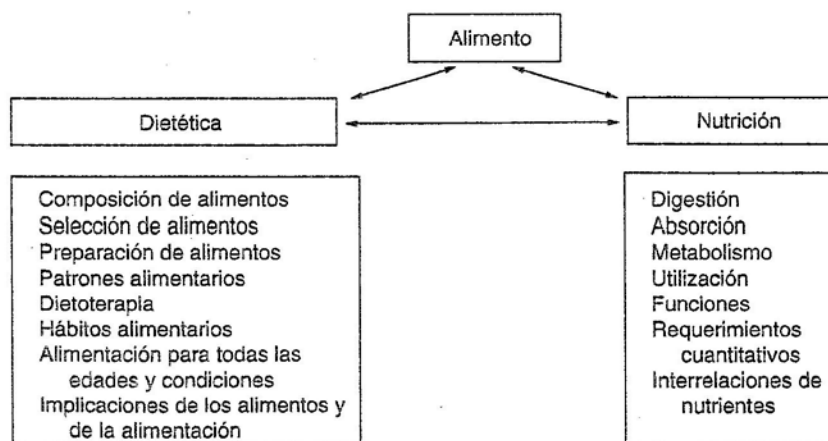 Alimento
Dietética
Nutrición
Composición de alimentos
Selección de alimentos
Preparación de alimentos
Patrones alimentarios
Dietoterapia
Hábitos alimentarios
Alimentación para todas las
edades y condiciones
Implicaciones de los alimentos y
de la alimentación
Digestión
Absorción
Metabolismo
Utilización
Funciones
Requerimientos
cuantitativos
Interrelaciones de
nutrientes